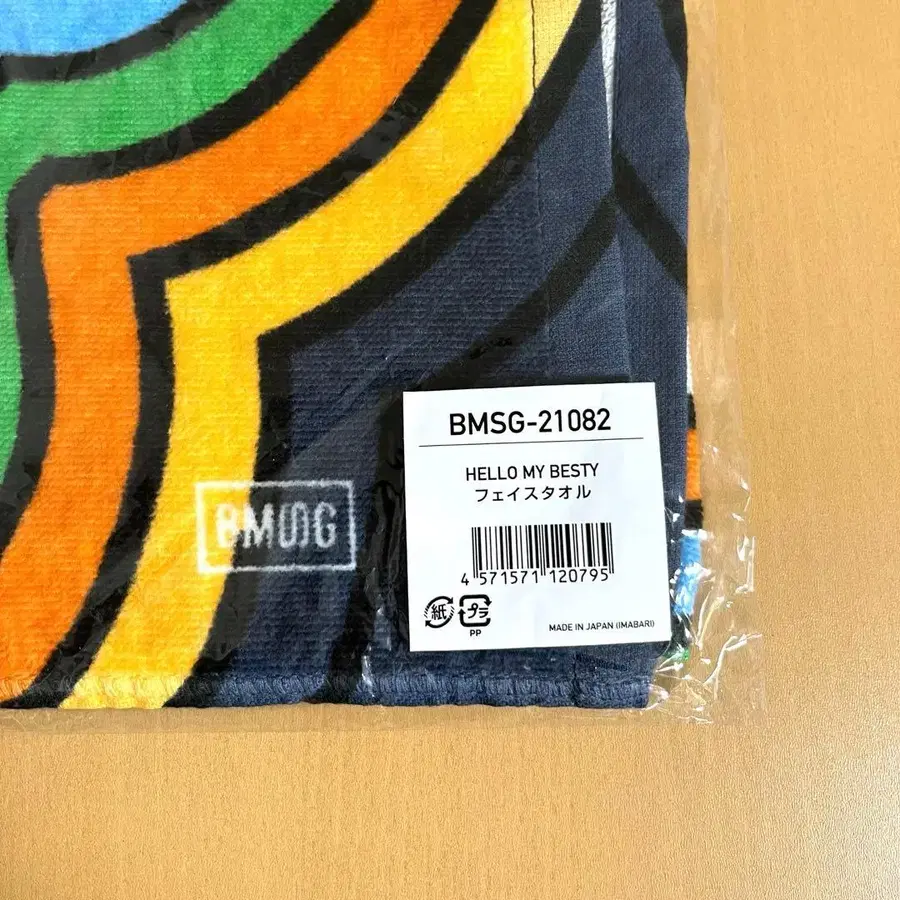 BMSG-21082
HELLO MY BESTY
フェイスタオル
4 571571 120795
紙 プラ
PP
MADE IN JAPAN (IMABARI)
BMSG